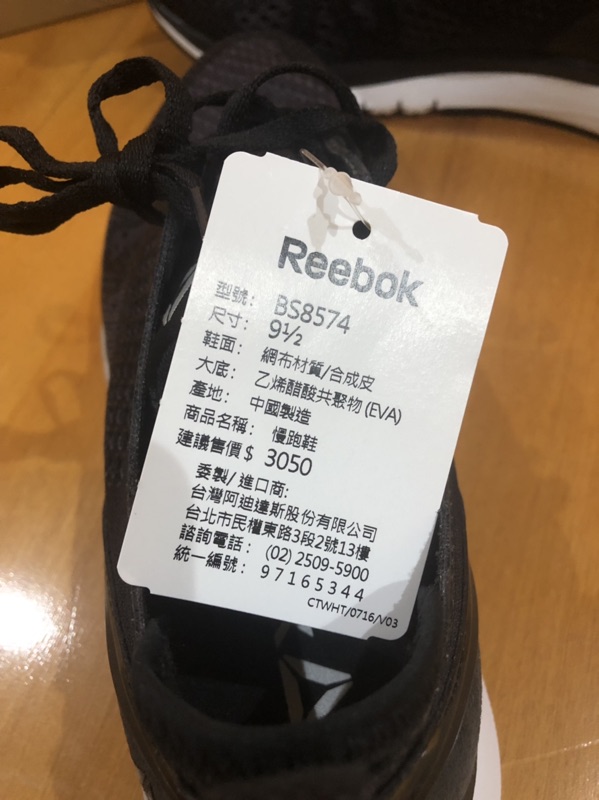 Reebok
型號： BS8574
尺寸： 9½
鞋面： 網布材質/合成皮
大底： 乙烯醋酸共聚物 (EVA)
產地： 中國製造
商品名稱： 慢跑鞋
建議售價 $ 3050
委製/進口商:
台灣阿迪達斯股份有限公司
台北市民權東路3段2號13樓
諮詢電話： (02) 2509-5900
統一編號： 97165344
CTWHT/0716/V03